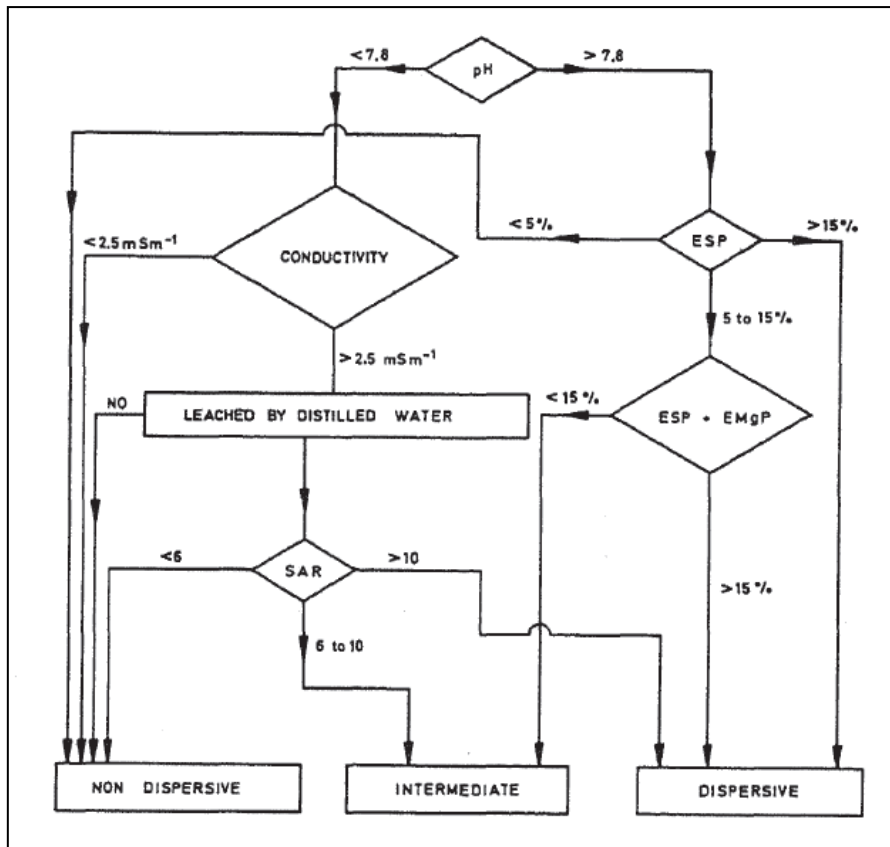 <7.8
pH
>7.8
<2.5 mSm⁻¹
CONDUCTIVITY
<5%
ESP
>15%
5 to 15%
>2.5 mSm⁻¹
NO
LEACHED BY DISTILLED WATER
<15%
ESP + EMgP
<6
SAR
>10
>15%
6 to 10
NON DISPERSIVE
INTERMEDIATE
DISPERSIVE